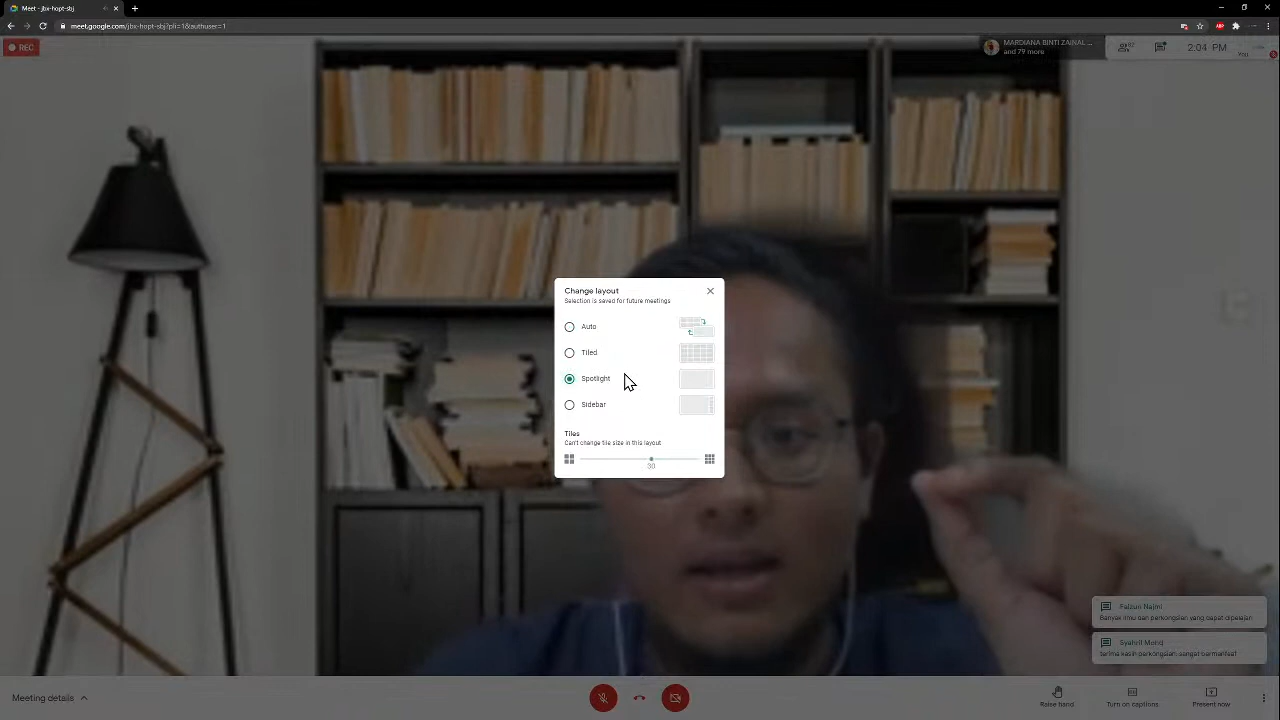 Meet - jbx-hopt-sbj
meet.google.com/jbx-hopt-sbj?pli=1&authuser=1
REC
MARDIANA BINTI ZAINAL ...
and 79 more
82
2:04 PM
You
Change layout
Selection is saved for future meetings
Auto
Tiled
Spotlight
Sidebar
Tiles
Can't change tile size in this layout
30
Faizun Najmi
Banyak ilmu dan perkongsian yang dapat dipelajari
Syahril Mohd
terima kasih perkongsian. sangat bermanfaat
Meeting details
Raise hand
Turn on captions
Present now